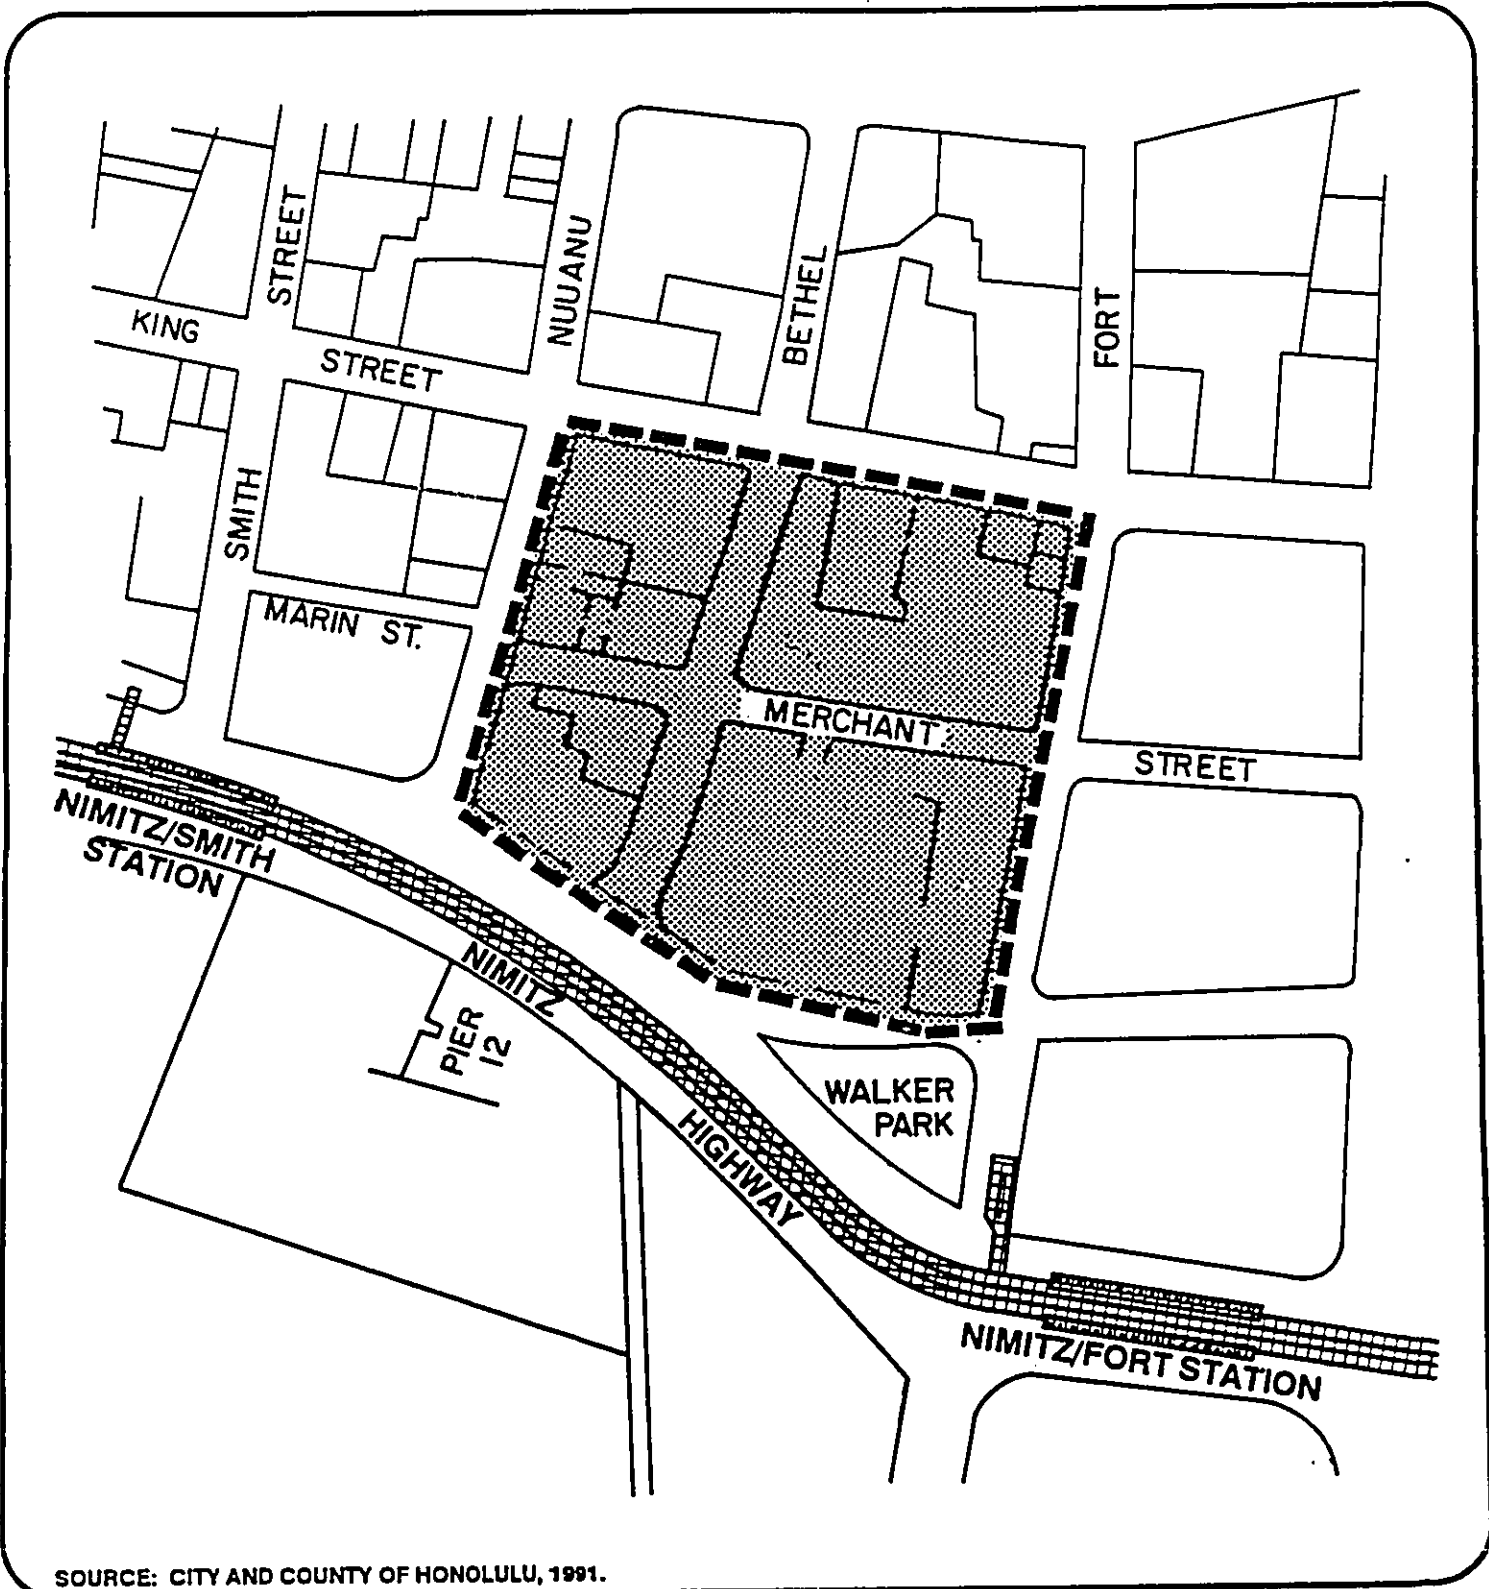 STREET
NUUANU
BETHEL
FORT
KING
STREET
SMITH
MARIN ST.
MERCHANT
STREET
NIMITZ/SMITH
STATION
NIMITZ
PIER
12
WALKER
PARK
HIGHWAY
NIMITZ/FORT STATION
SOURCE: CITY AND COUNTY OF HONOLULU, 1991.